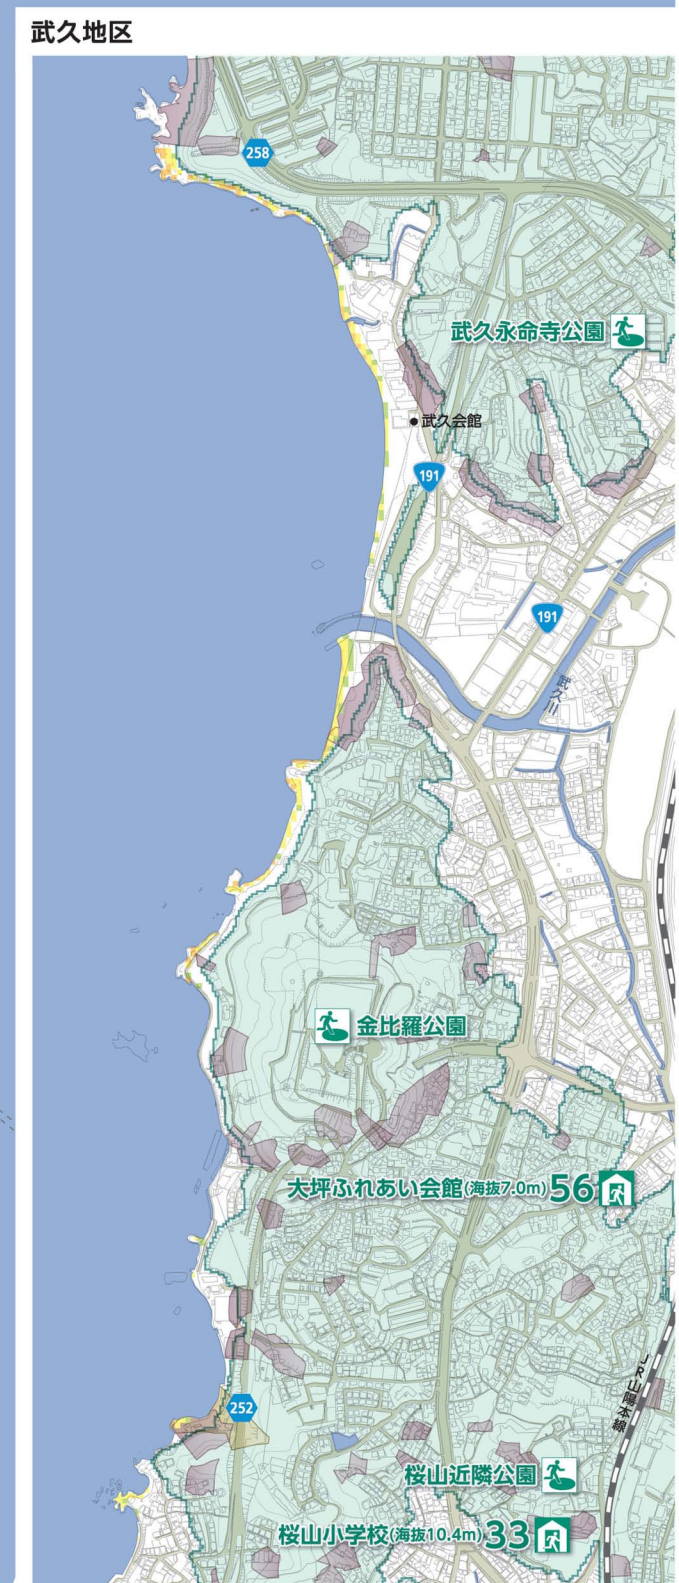 武久地区
258
武久永命寺公園
武久会館
191
191
武久川
金比羅公園
大坪ふれあい会館(海抜7.0m) 56
JR山陽本線
252
桜山近隣公園
桜山小学校(海抜10.4m) 33